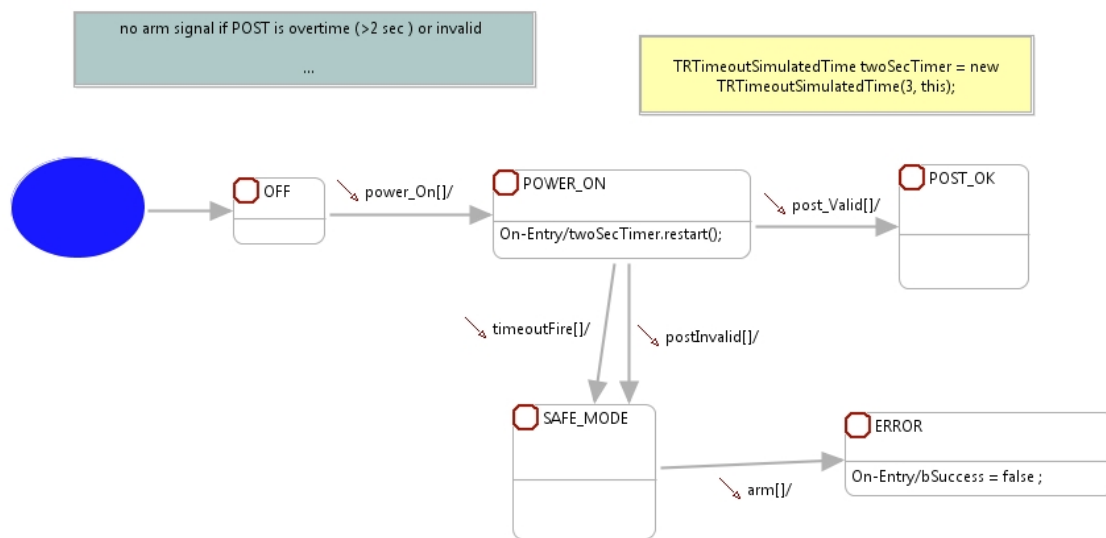 no arm signal if POST is overtime (>2 sec ) or invalid
...
TRTimeoutSimulatedTime twoSecTimer = new
TRTimeoutSimulatedTime(3, this);
OFF
power_On[]/
POWER_ON
On-Entry/twoSecTimer.restart();
post_Valid[]/
POST_OK
timeoutFire[]/
postInvalid[]/
SAFE_MODE
arm[]/
ERROR
On-Entry/bSuccess = false ;